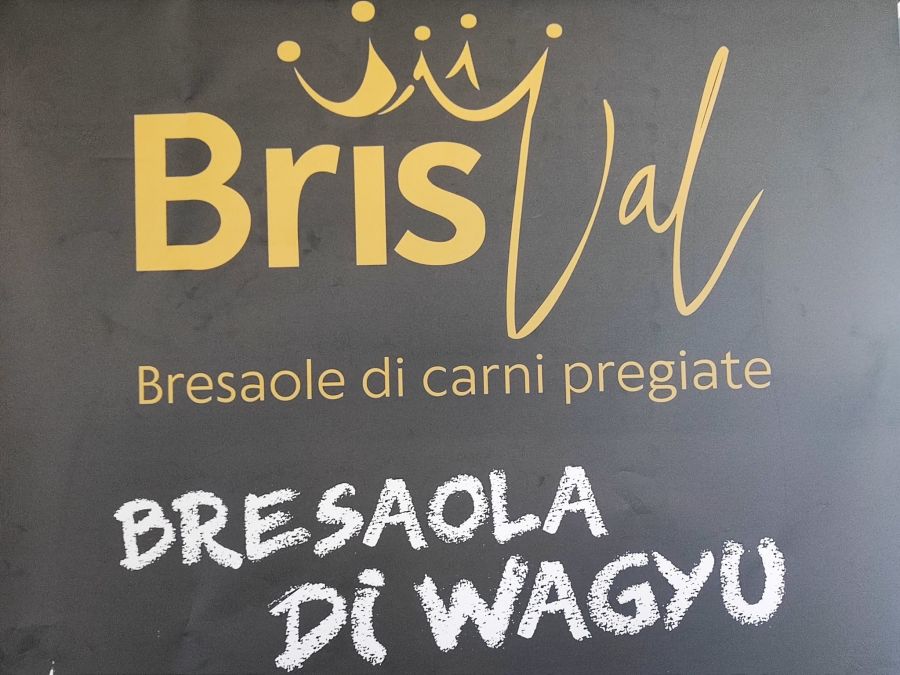 BrisVal
Bresaole di carni pregiate
BRESAOLA
Di WAGYU